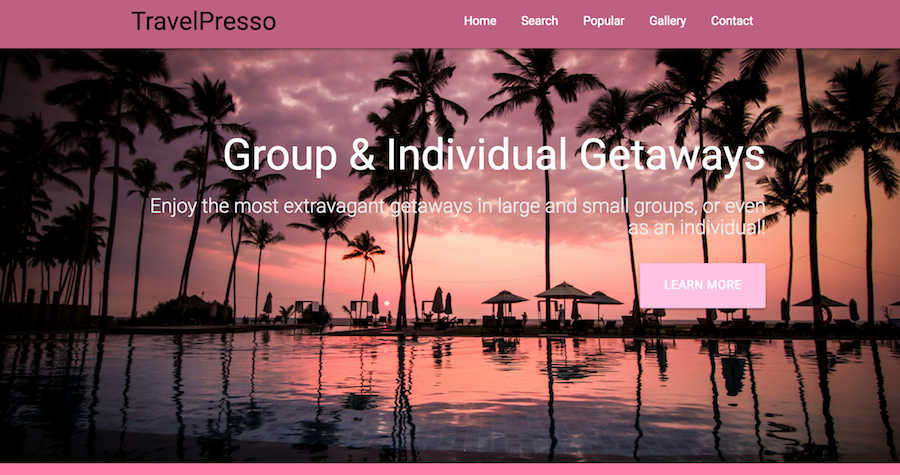 TravelPresso
Home Search Popular Gallery Contact
Group & Individual Getaways
Enjoy the most extravagant getaways in large and small groups, or even
as an individual!
LEARN MORE